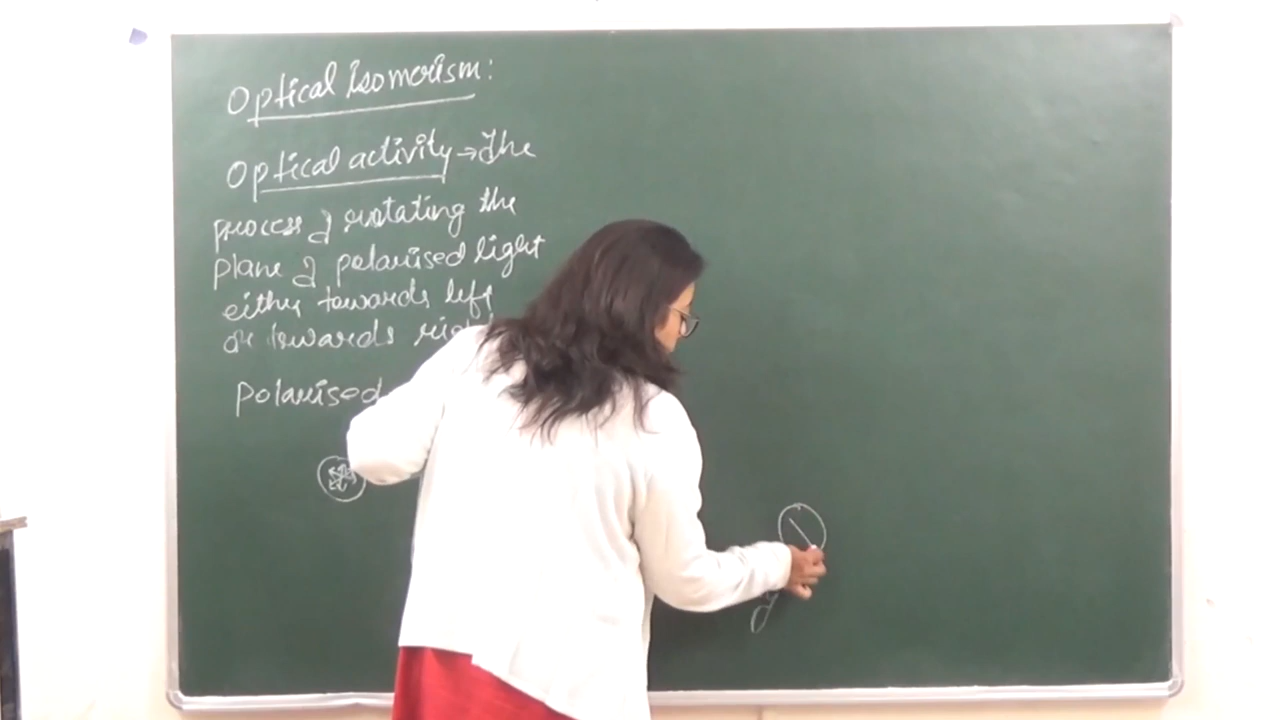 Optical Isomerism:
Optical activity → The
process of rotating the
plane of polarised light
either towards left
or towards
Polarised